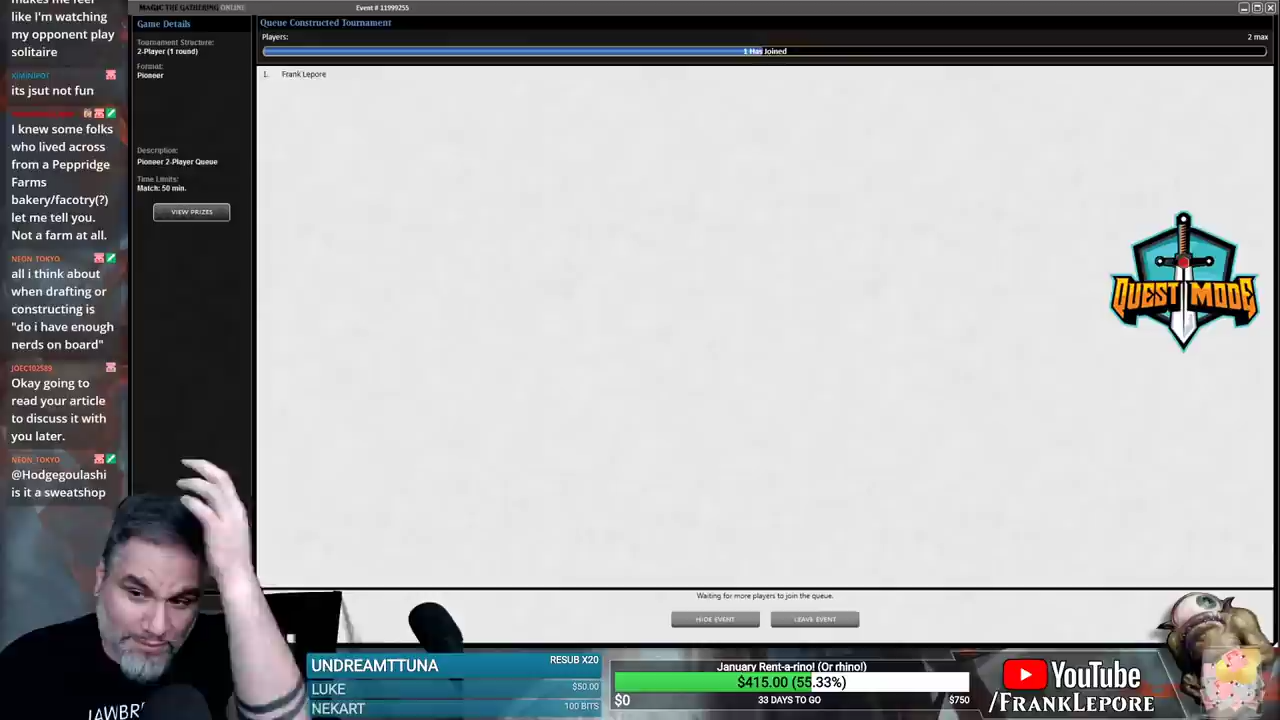 makes me feel
like I'm watching
my opponent play
solitaire
its jsut not fun
I knew some folks
who lived across
from a Peppridge
Farms
bakery/facotry(?)
let me tell you.
Not a farm at all.
NEON_TOKYO
all i think about
when drafting or
constructing is
"do i have enough
nerds on board"
JOEC102589
Okay going to
read your article
to discuss it with
you later.
NEON_TOKYO
@Hodgegoulashi
is it a sweatshop
MAGIC THE GATHERING ONLINE
Event # 11999255
Game Details
Tournament Structure:
2-Player (1 round)
Format:
Pioneer
Description:
Pioneer 2-Player Queue
Time Limits:
Match: 50 min.
VIEW PRIZES
Queue Constructed Tournament
Players:
2 max
1 Has Joined
1. Frank Lepore
QUEST MODE
Waiting for more players to join the queue.
HIDE EVENT
LEAVE EVENT
UNDREAMTTUNA RESUB X20
LUKE $50.00
NEKART 100 BITS
January Rent-a-rino! (Or rhino!)
$415.00 (55.33%)
$0 33 DAYS TO GO $750
YouTube
/FRANKLEPORE